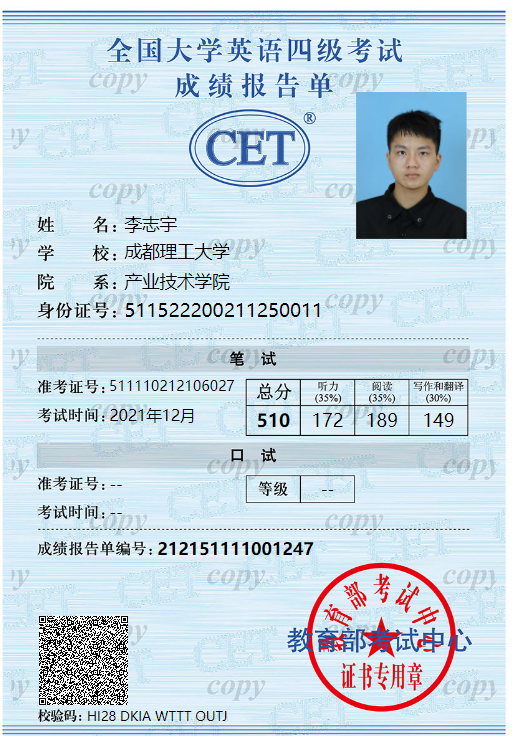 全国大学英语四级考试
成绩报告单
CET®
姓 名：李志宇
学 校：成都理工大学
院 系：产业技术学院
身份证号：511522200211250011
笔 试
准考证号：511110212106027
考试时间：2021年12月
总分 听力(35%) 阅读(35%) 写作和翻译(30%)
510 172 189 149
口 试
准考证号：--
考试时间：--
等级 --
成绩报告单编号：212151111001247
教育部考试中心
教育部考试中心
证书专用章
校验码：HI28 DKIA WTTT OUTJ
copy